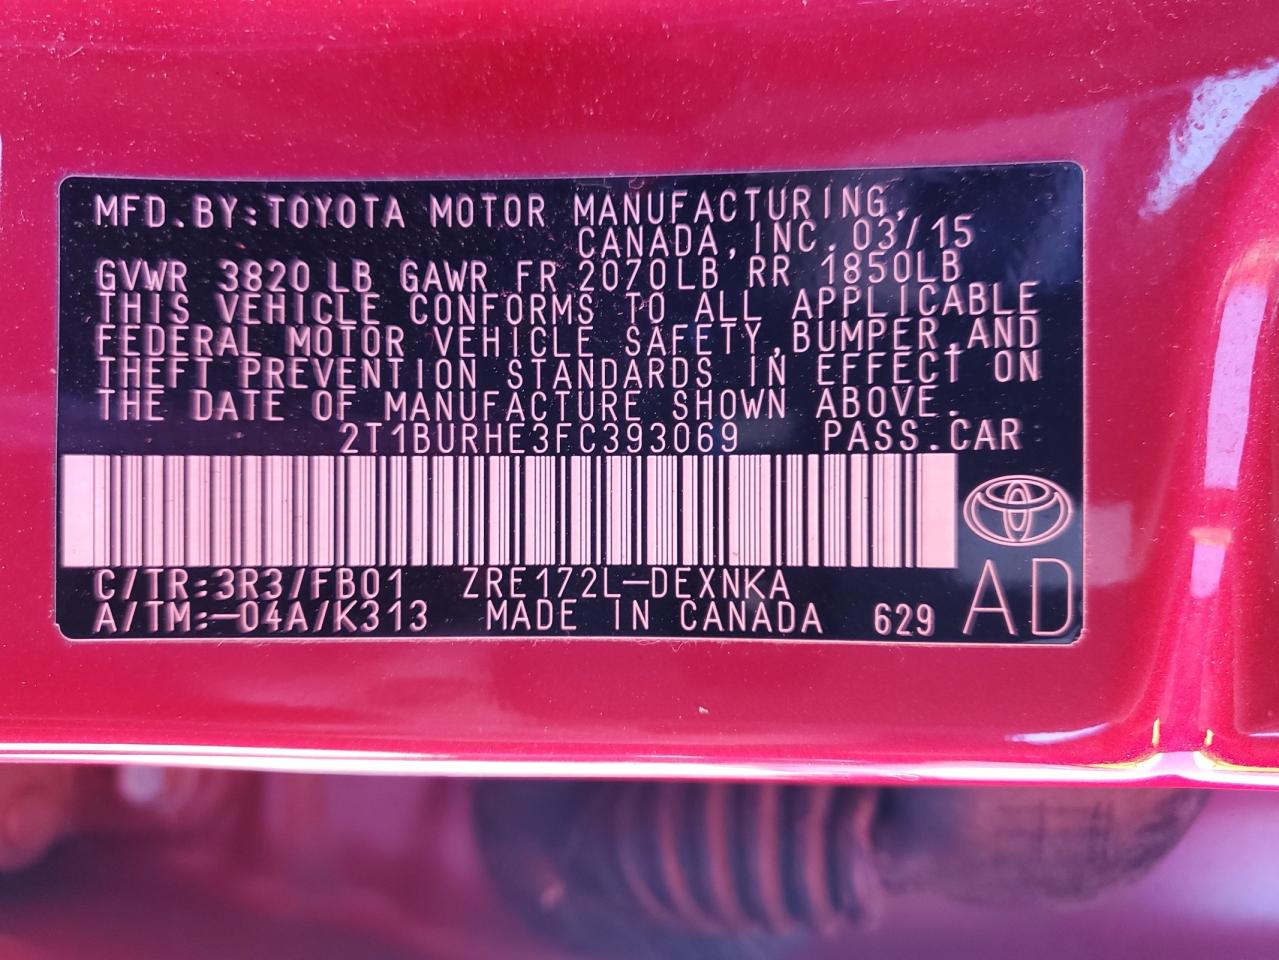 MFD.BY:TOYOTA MOTOR MANUFACTURING,
CANADA,INC. 03/15
GVWR 3820 LB GAWR FR 2070LB RR 1850LB
THIS VEHICLE CONFORMS TO ALL APPLICABLE
FEDERAL MOTOR VEHICLE SAFETY,BUMPER,AND
THEFT PREVENTION STANDARDS IN EFFECT ON
THE DATE OF MANUFACTURE SHOWN ABOVE.
2T1BURHE3FC393069 PASS.CAR
C/TR:3R3/FB01 ZRE172L-DEXNKA
A/TM:-04A/K313 MADE IN CANADA 629
AD